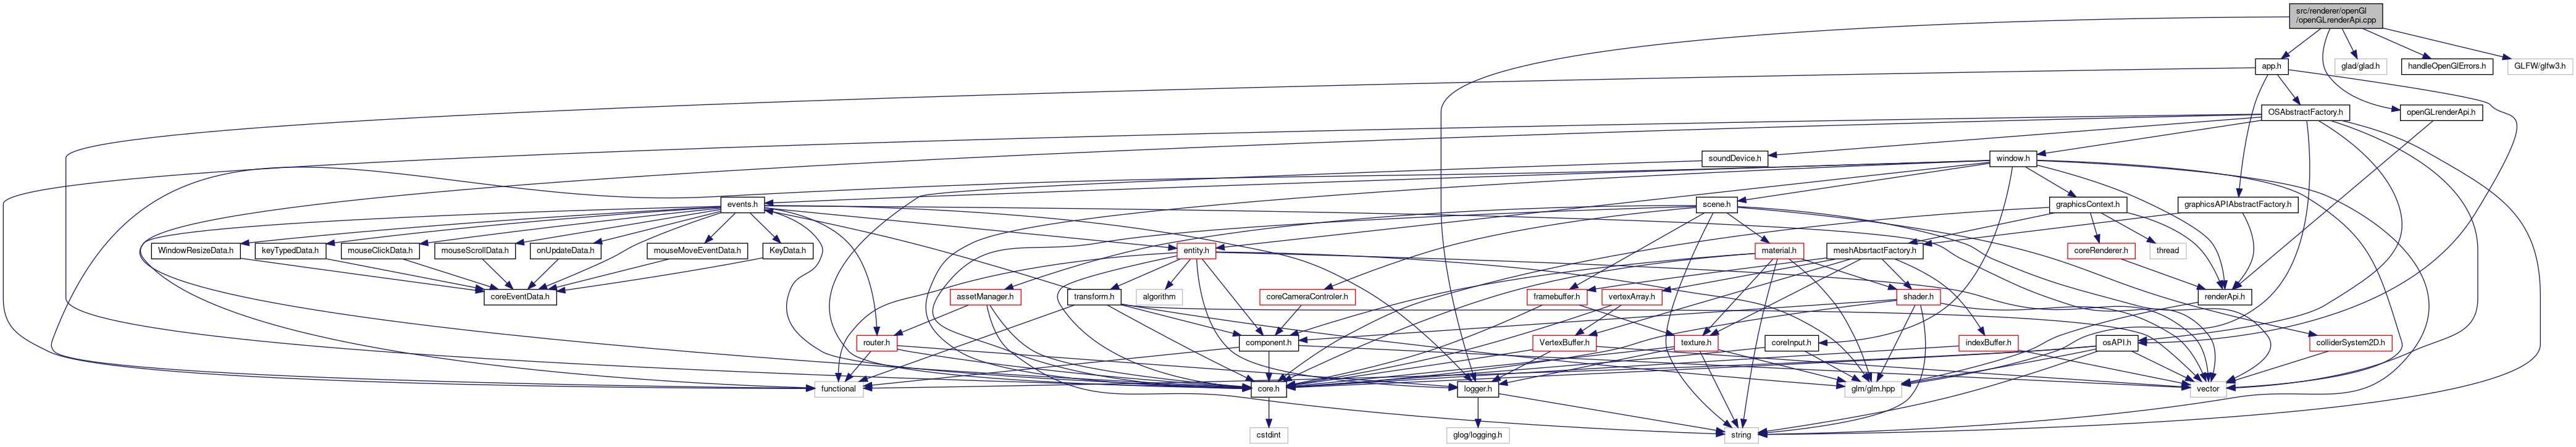 src/renderer/openGl
/openGLrenderApi.cpp
app.h
glad/glad.h
handleOpenGlErrors.h
GLFW/glfw3.h
OSAbstractFactory.h
openGLrenderApi.h
soundDevice.h
window.h
events.h
scene.h
graphicsContext.h
graphicsAPIAbstractFactory.h
WindowResizeData.h
keyTypedData.h
mouseClickData.h
mouseScrollData.h
onUpdateData.h
mouseMoveEventData.h
KeyData.h
entity.h
material.h
meshAbsrtactFactory.h
coreRenderer.h
thread
coreEventData.h
assetManager.h
algorithm
transform.h
coreCameraControler.h
framebuffer.h
vertexArray.h
shader.h
renderApi.h
router.h
component.h
VertexBuffer.h
texture.h
coreInput.h
indexBuffer.h
osAPI.h
colliderSystem2D.h
functional
core.h
logger.h
glm/glm.hpp
vector
cstdint
glog/logging.h
string